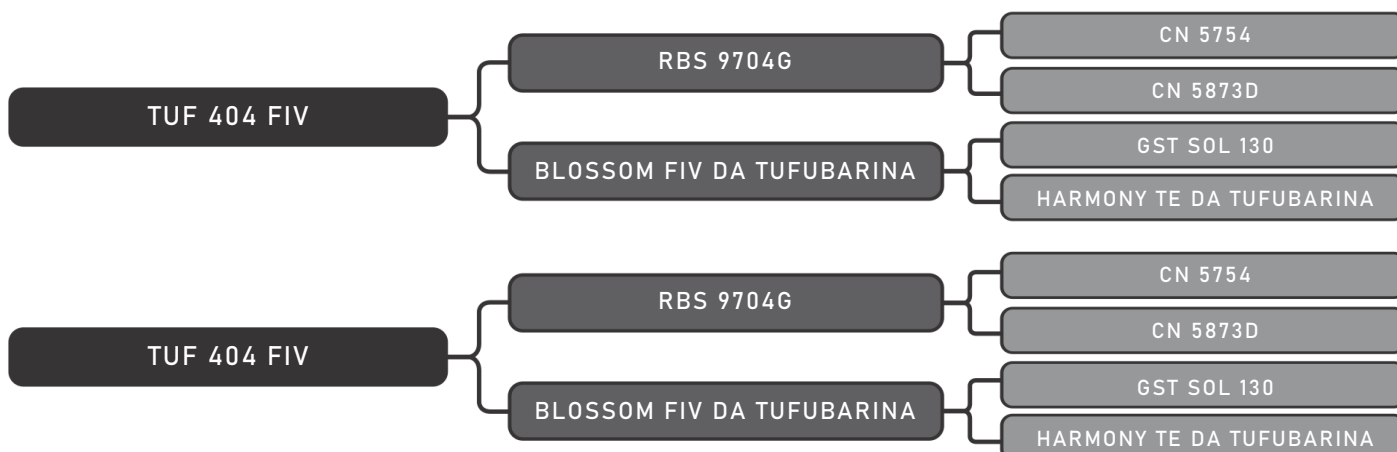 CN 5754
RBS 9704G
CN 5873D
TUF 404 FIV
GST SOL 130
BLOSSOM FIV DA TUFUBARINA
HARMONY TE DA TUFUBARINA
CN 5754
RBS 9704G
CN 5873D
TUF 404 FIV
GST SOL 130
BLOSSOM FIV DA TUFUBARINA
HARMONY TE DA TUFUBARINA